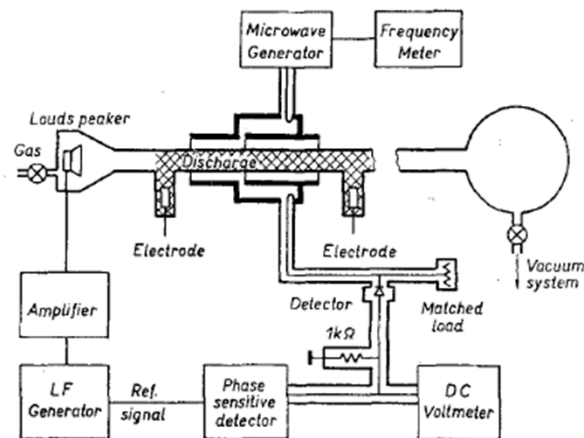 Microwave
Generator
Frequency
Meter
Louds peaker
Gas
Discharge
Electrode
Electrode
Vacuum
system
Amplifier
Detector
Matched
load
1kΩ
LF
Generator
Ref.
signal
Phase
sensitive
detector
DC
Voltmeter